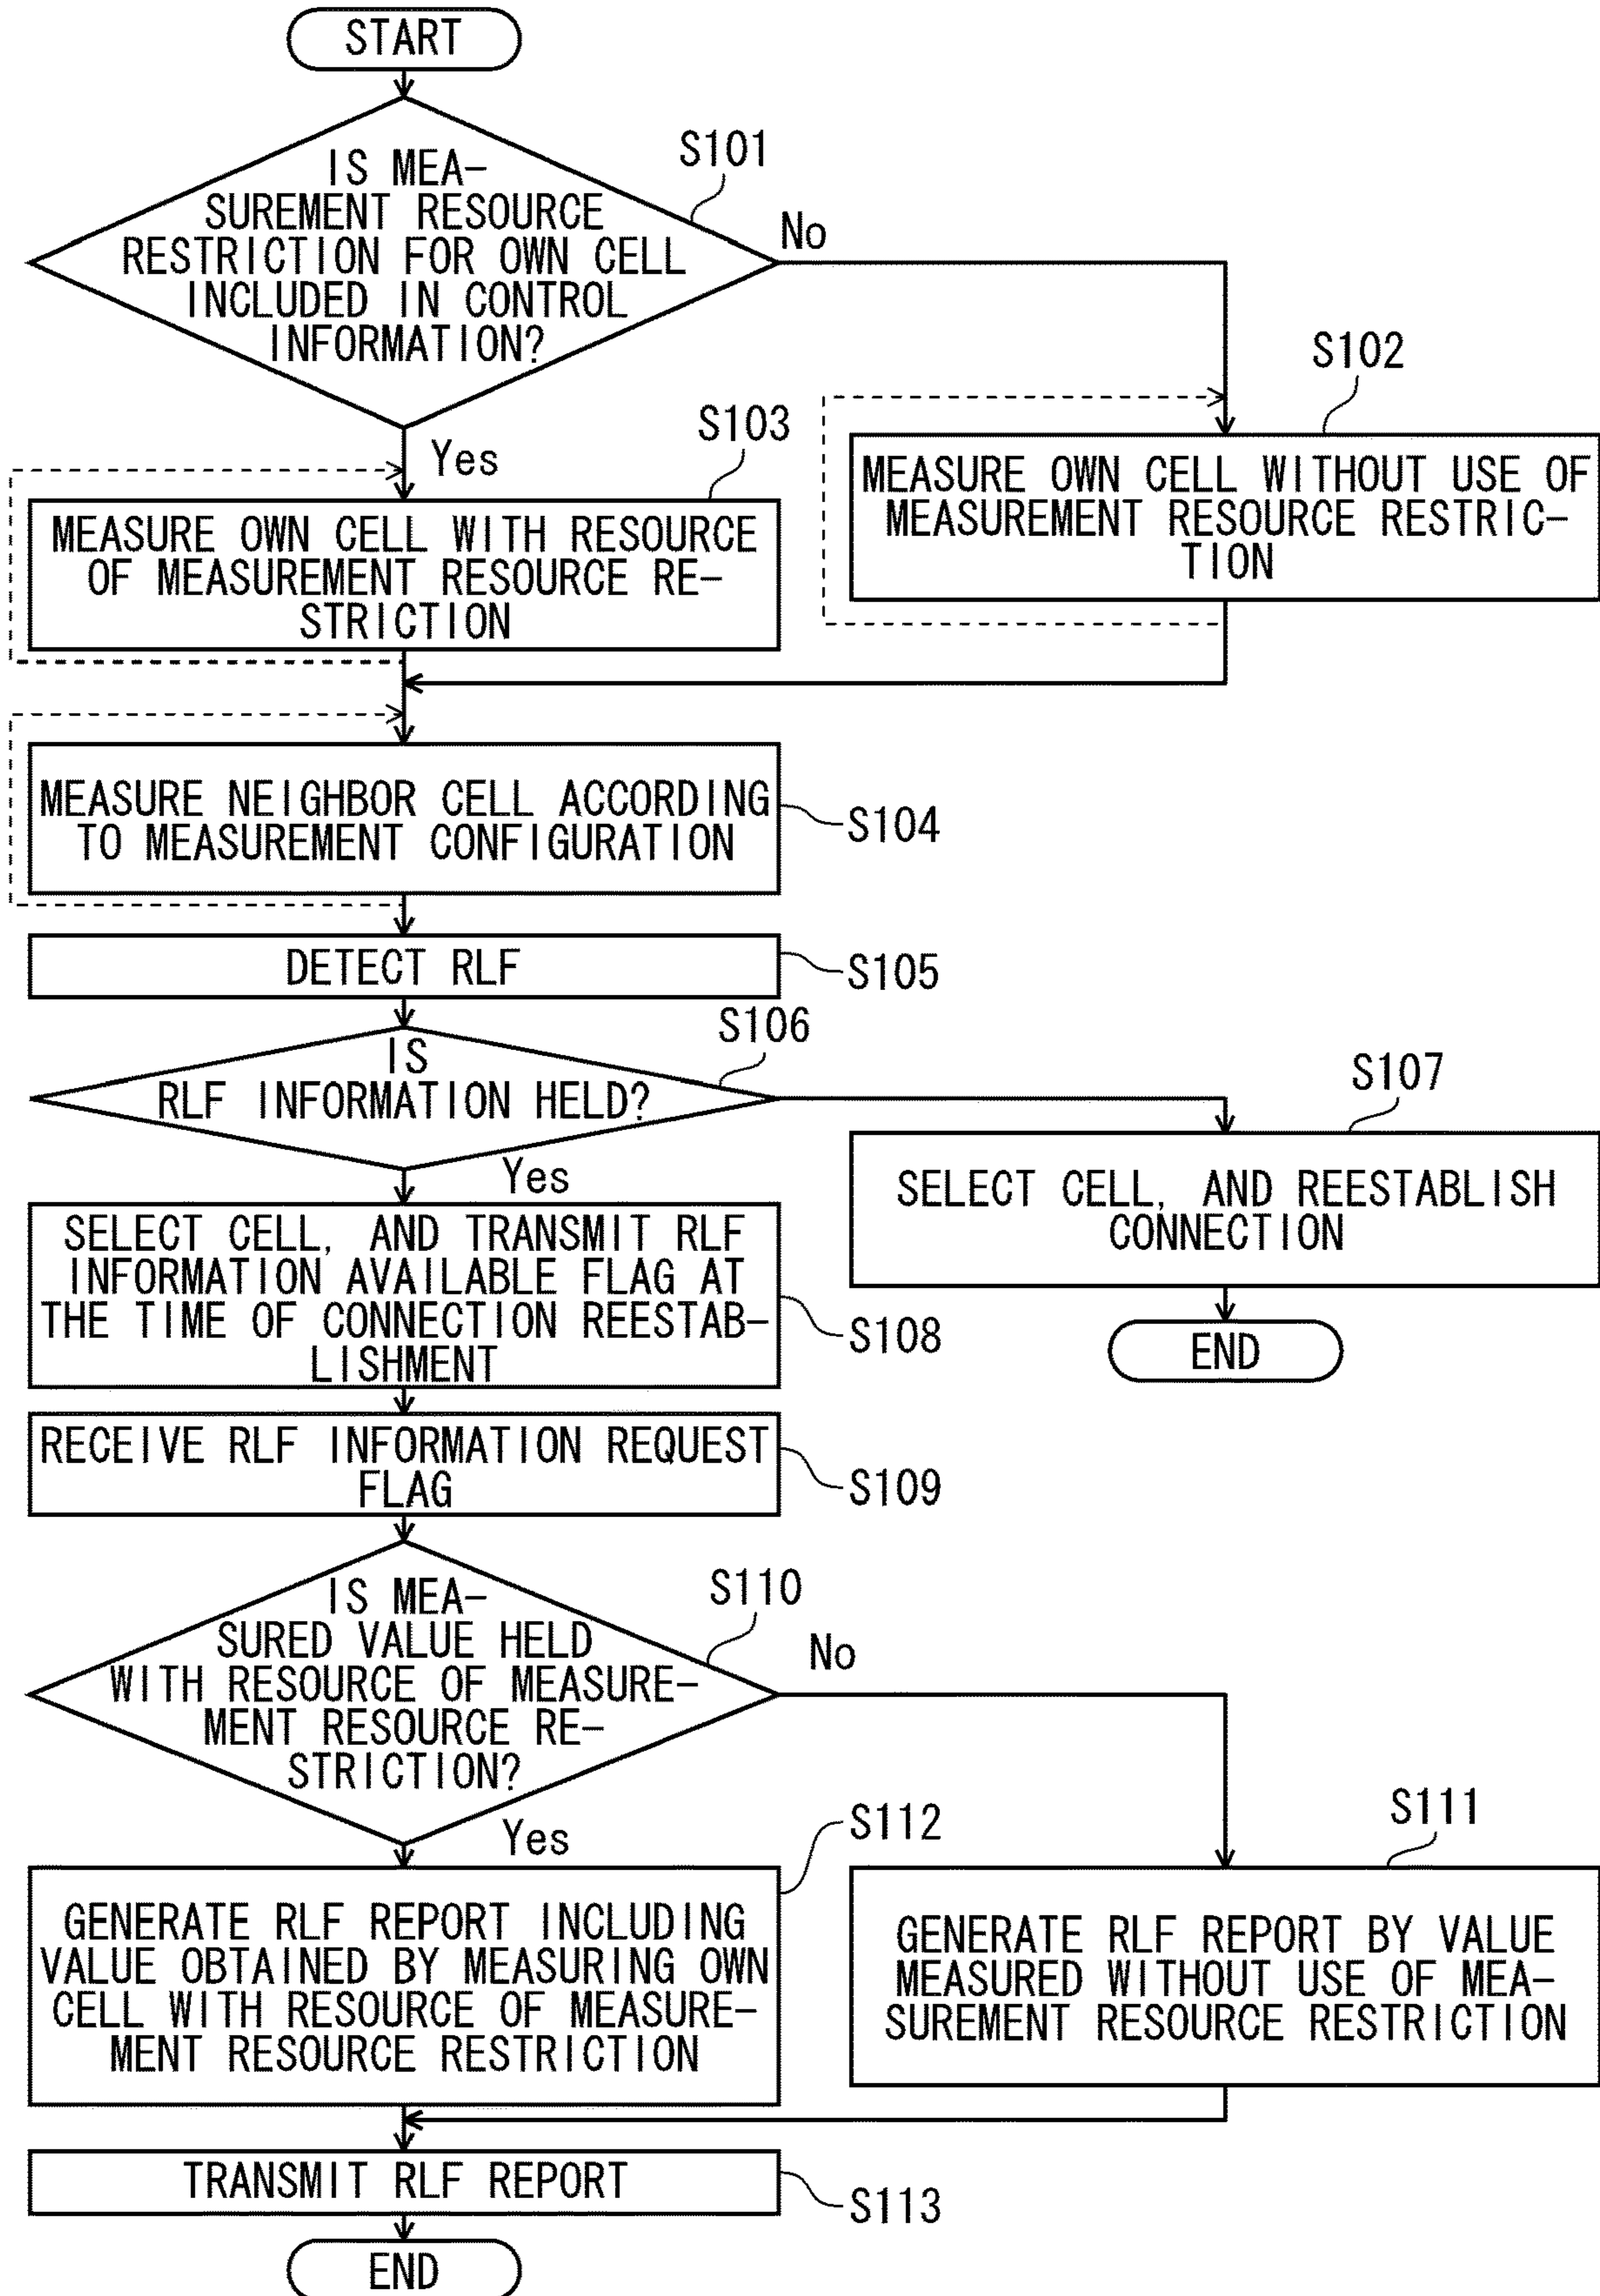 START
S101
IS MEA-
SUREMENT RESOURCE
RESTRICTION FOR OWN CELL
INCLUDED IN CONTROL
INFORMATION?
No
Yes
S102
MEASURE OWN CELL WITHOUT USE OF
MEASUREMENT RESOURCE RESTRIC-
TION
S103
MEASURE OWN CELL WITH RESOURCE
OF MEASUREMENT RESOURCE RE-
STRICTION
MEASURE NEIGHBOR CELL ACCORDING
TO MEASUREMENT CONFIGURATION
S104
DETECT RLF
S105
S106
IS
RLF INFORMATION HELD?
Yes
S107
SELECT CELL, AND REESTABLISH
CONNECTION
END
SELECT CELL, AND TRANSMIT RLF
INFORMATION AVAILABLE FLAG AT
THE TIME OF CONNECTION REESTAB-
LISHMENT
S108
RECEIVE RLF INFORMATION REQUEST
FLAG
S109
S110
IS MEA-
SURED VALUE HELD
WITH RESOURCE OF MEASURE-
MENT RESOURCE RE-
STRICTION?
No
Yes
S111
GENERATE RLF REPORT BY VALUE
MEASURED WITHOUT USE OF MEA-
SUREMENT RESOURCE RESTRICTION
S112
GENERATE RLF REPORT INCLUDING
VALUE OBTAINED BY MEASURING OWN
CELL WITH RESOURCE OF MEASURE-
MENT RESOURCE RESTRICTION
TRANSMIT RLF REPORT
S113
END